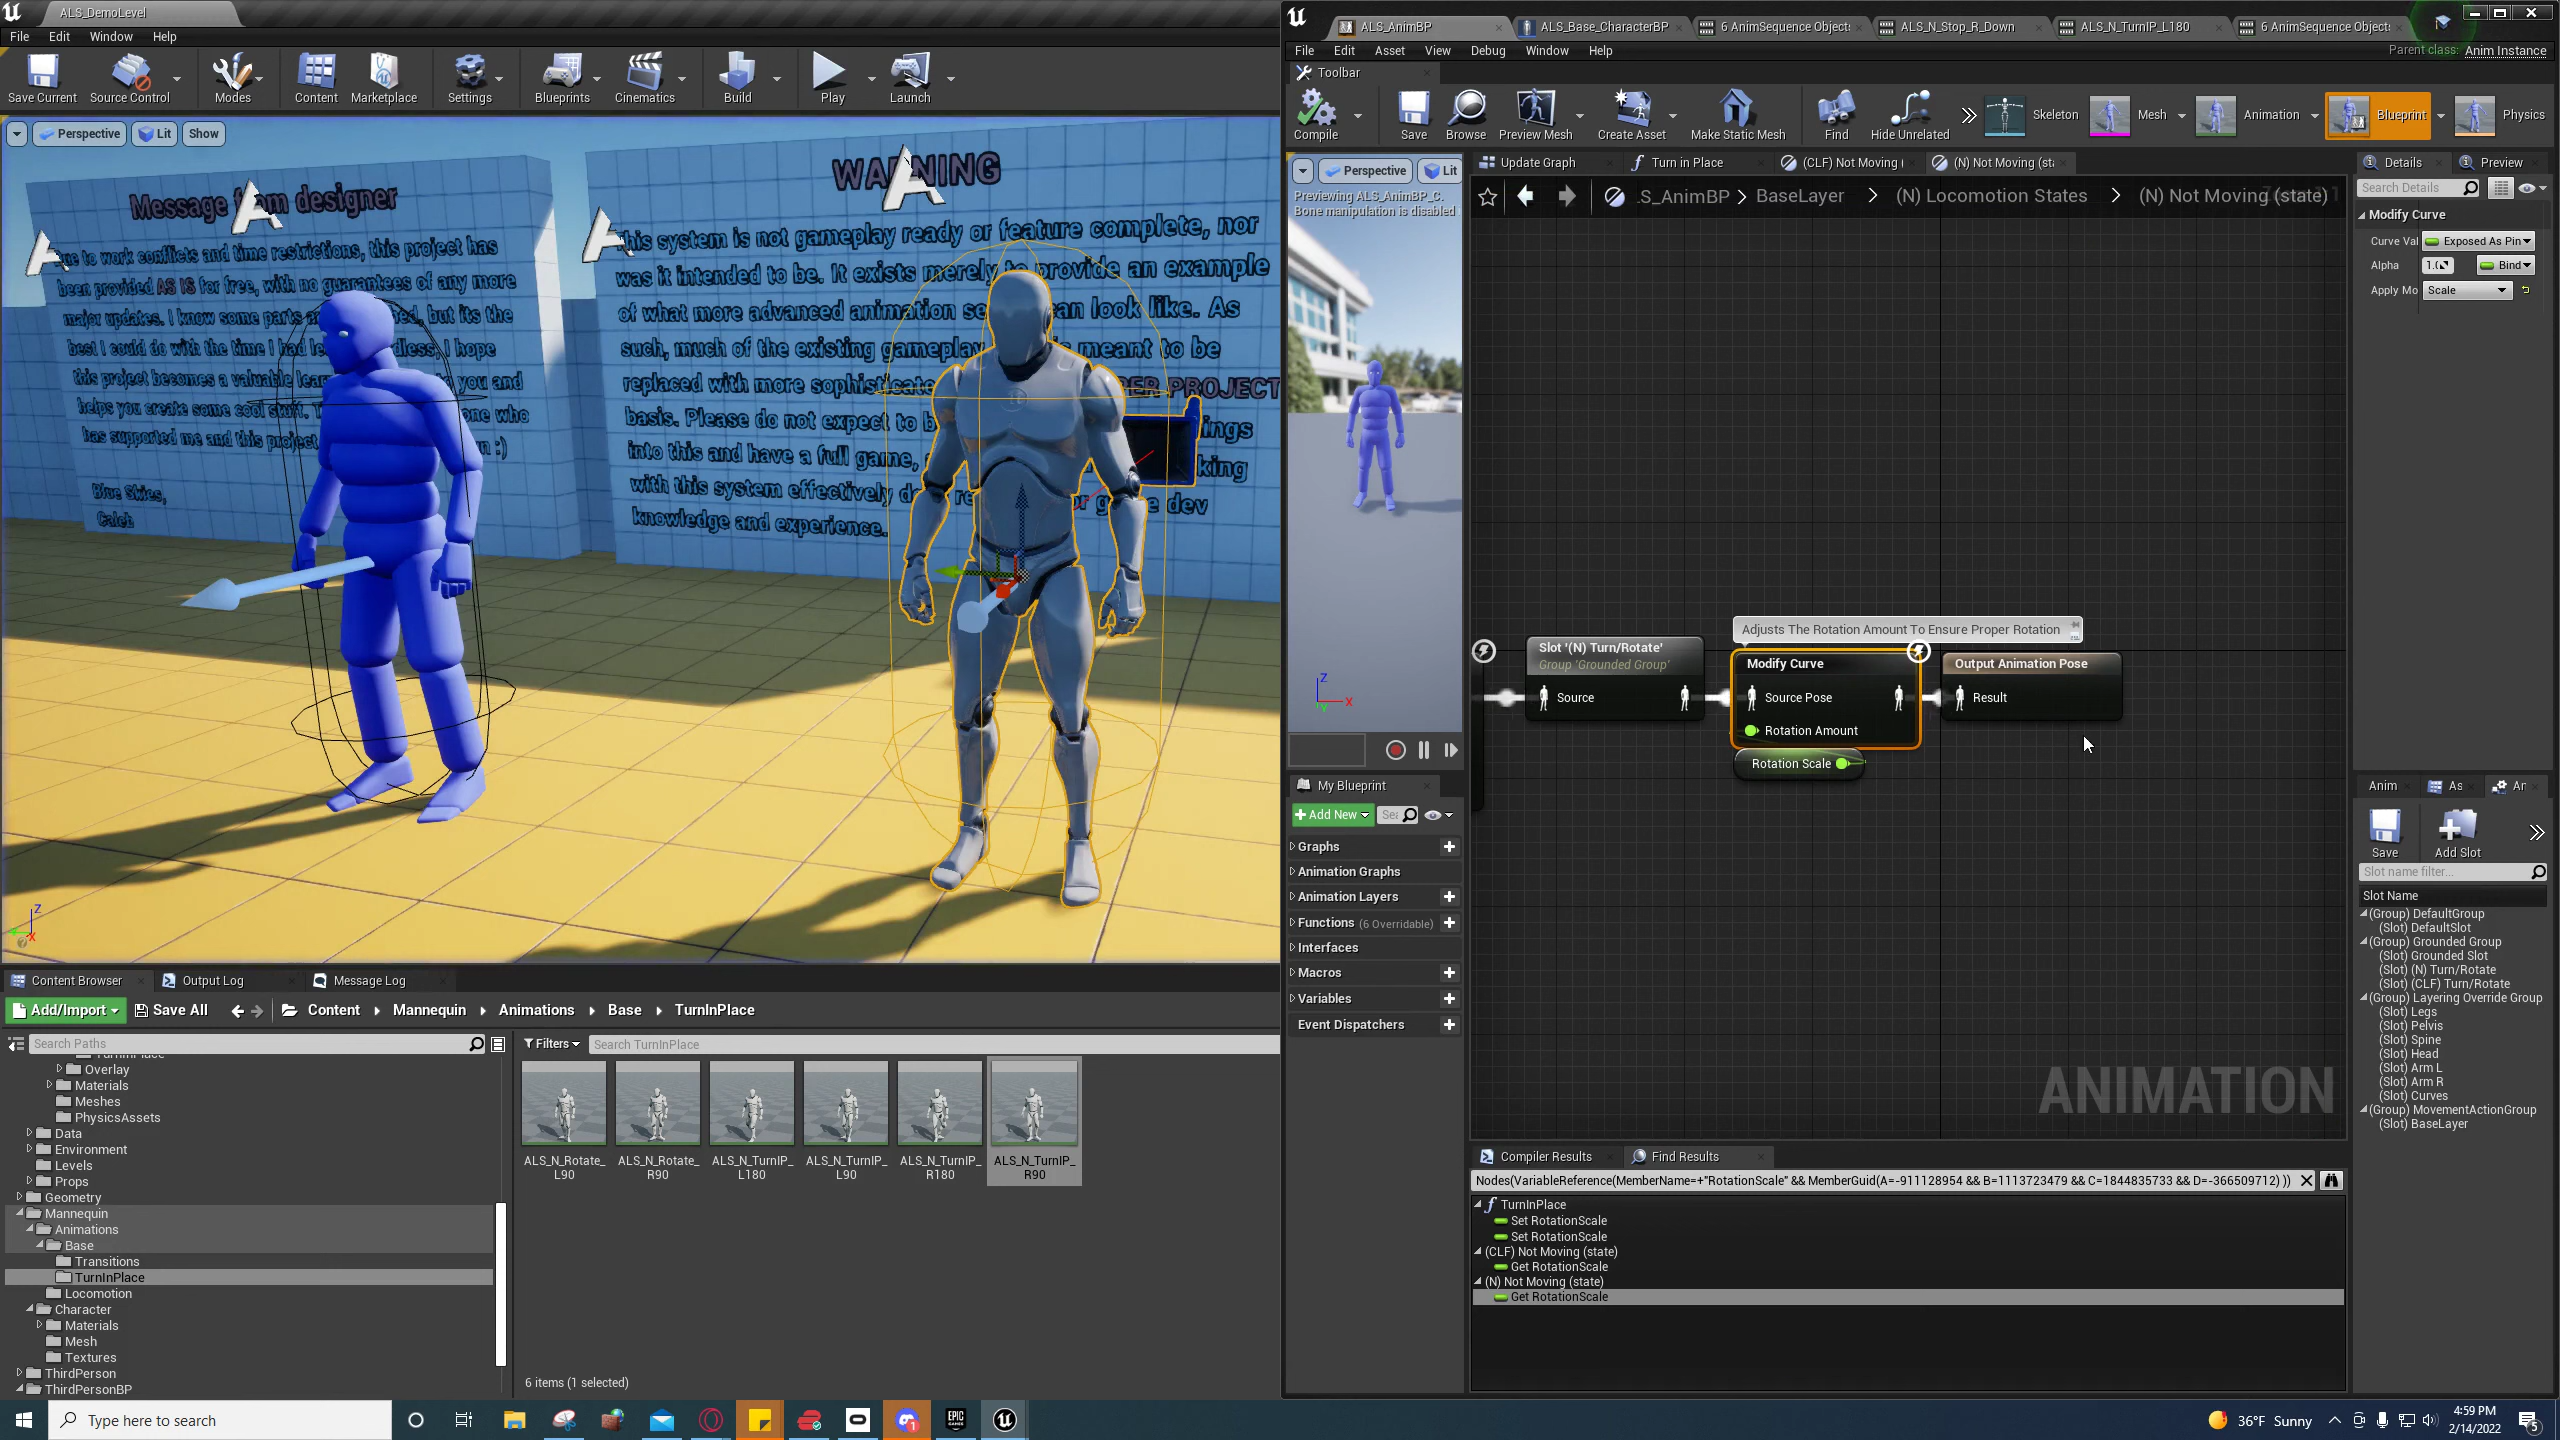 ALS_DemoLevel
File Edit Window Help
Save Current Source Control Modes Content Marketplace Settings Blueprints Cinematics Build Play Launch
Perspective Lit Show
Message from designer
to work conflicts and time restrictions, this project has
been provided AS IS for free, with no guarantees of any more
major updates. I know some parts but its the
best I could do with the time I had I hope
this project becomes a valuable you and
helps you create some cool stuff. one who
has supported me and this project :)
Blue Skies,
Caleb
WARNING
This system is not gameplay ready or feature complete, nor
was it intended to be. It exists merely to provide an example
of what more advanced animation can look like. As
such, much of the existing gameplay meant to be
replaced with more PROJECT
basis. Please do not expect to
into this and have a full game,
with this system effectively dev
knowledge and experience.
Content Browser Output Log Message Log
Add/Import Save All Content Mannequin Animations Base TurnInPlace
Search Paths
Filters Search TurnInPlace
Overlay
Materials
Meshes
PhysicsAssets
Data
Environment
Levels
Props
Geometry
Mannequin
Animations
Base
Transitions
TurnInPlace
Locomotion
Character
Materials
Mesh
Textures
ThirdPerson
ThirdPersonBP
ALS_N_Rotate_
L90
ALS_N_Rotate_
R90
ALS_N_TurnIP_
L180
ALS_N_TurnIP_
L90
ALS_N_TurnIP_
R180
ALS_N_TurnIP_
R90
6 items (1 selected)
ALS_AnimBP ALS_Base_CharacterBP 6 AnimSequence Object ALS_N_Stop_R_Down ALS_N_TurnIP_L180 6 AnimSequence Object
File Edit Asset View Debug Window Help
Parent class: Anim Instance
Toolbar
Compile Save Browse Preview Mesh Create Asset Make Static Mesh Find Hide Unrelated Skeleton Mesh Animation Blueprint Physics
Perspective Lit
Previewing ALS_AnimBP_C.
Bone manipulation is disabled
Update Graph Turn in Place (CLF) Not Moving ( (N) Not Moving (sta
S_AnimBP > BaseLayer > (N) Locomotion States > (N) Not Moving (state)
Slot '(N) Turn/Rotate'
Group 'Grounded Group'
Source
Adjusts The Rotation Amount To Ensure Proper Rotation
Modify Curve
Source Pose
Rotation Amount
Rotation Scale
Output Animation Pose
Result
ANIMATION
My Blueprint
Add New
Graphs
Animation Graphs
Animation Layers
Functions (6 Overridable)
Interfaces
Macros
Variables
Event Dispatchers
Compiler Results Find Results
Nodes(VariableReference(MemberName=+"RotationScale" && MemberGuid(A=-911128954 && B=1113723479 && C=1844835733 && D=-366509712) ))
TurnInPlace
Set RotationScale
Set RotationScale
(CLF) Not Moving (state)
Get RotationScale
(N) Not Moving (state)
Get RotationScale
Details Preview
Search Details
Modify Curve
Curve Val Exposed As Pin
Alpha Bind
Apply Mo Scale
Anim As Ar
Save Add Slot
Slot name filter...
Slot Name
(Group) DefaultGroup
(Slot) DefaultSlot
(Group) Grounded Group
(Slot) Grounded Slot
(Slot) (N) Turn/Rotate
(Slot) (CLF) Turn/Rotate
(Group) Layering Override Group
(Slot) Legs
(Slot) Pelvis
(Slot) Spine
(Slot) Head
(Slot) Arm L
(Slot) Arm R
(Slot) Curves
(Group) MovementActionGroup
(Slot) BaseLayer
Type here to search
36°F Sunny
4:59 PM
2/14/2022